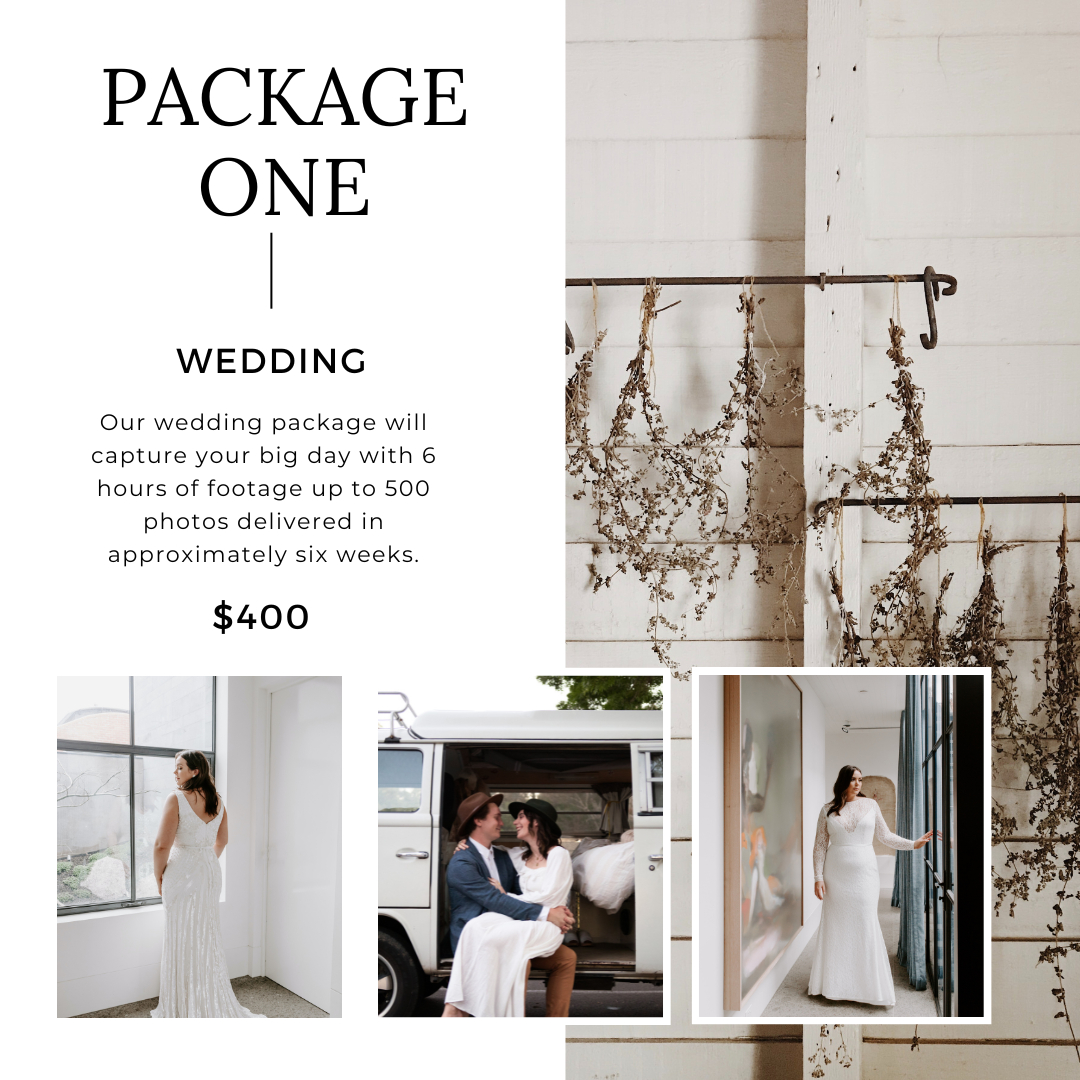 PACKAGE
ONE
WEDDING
Our wedding package will
capture your big day with 6
hours of footage up to 500
photos delivered in
approximately six weeks.
$400